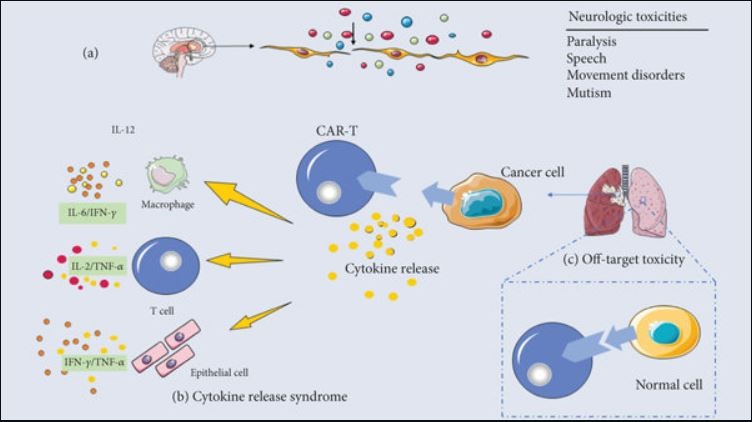 (a)
Neurologic toxicities
Paralysis
Speech
Movement disorders
Mutism
IL-12
CAR-T
Cancer cell
Macrophage
IL-6/IFN-γ
IL-2/TNF-α
Cytokine release
(c) Off-target toxicity
T cell
IFN-γ/TNF-α
Epithelial cell
Normal cell
(b) Cytokine release syndrome